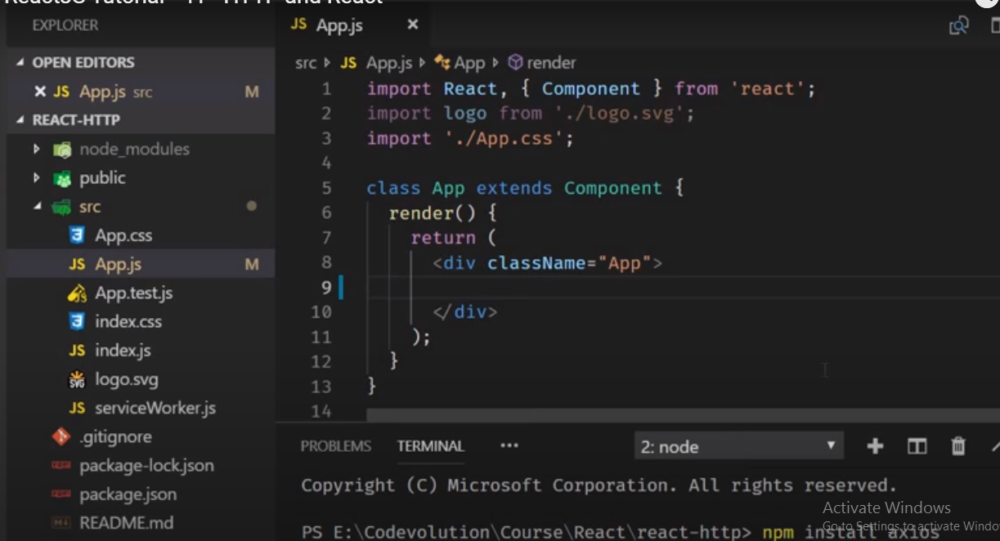 ReactJS Tutorial - 41 - HTTP and React
EXPLORER
OPEN EDITORS
JS App.js src M
REACT-HTTP
node_modules
public
src
App.css
JS App.js M
App.test.js
index.css
JS index.js
SVG logo.svg
JS serviceWorker.js
.gitignore
package-lock.json
package.json
README.md
JS App.js
src JS App.js App render
1 import React, { Component } from 'react';
2 import logo from './logo.svg';
3 import './App.css';
4
5 class App extends Component {
6 render() {
7 return (
8 <div className="App">
9
10 </div>
11 );
12 }
13 }
14
PROBLEMS TERMINAL ••• 2: node
Copyright (C) Microsoft Corporation. All rights reserved.
PS E:\Codevolution\Course\React\react-http> npm install axios
Activate Windows
Go to Settings to activate Windo